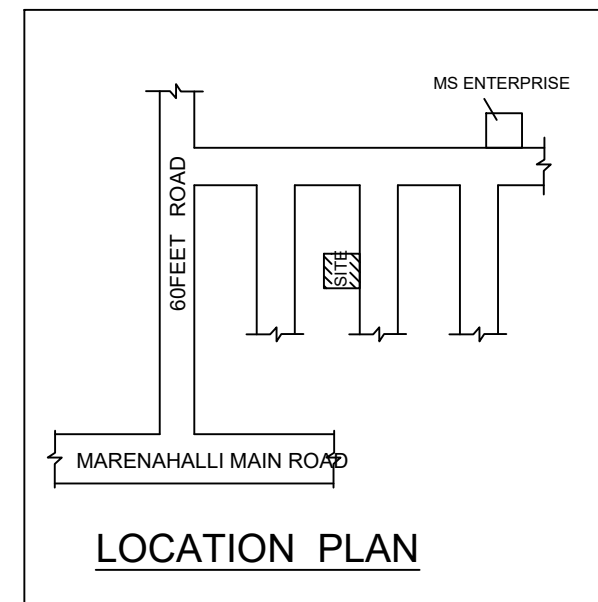 MS ENTERPRISE
60FEET ROAD
SITE
MARENAHALLI MAIN ROAD
LOCATION PLAN